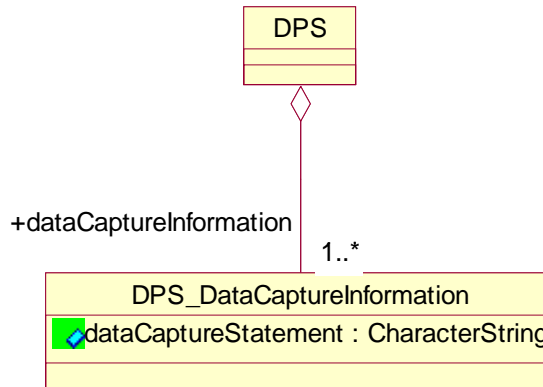 DPS
+dataCaptureInformation
1..*
DPS_DataCaptureInformation
dataCaptureStatement : CharacterString